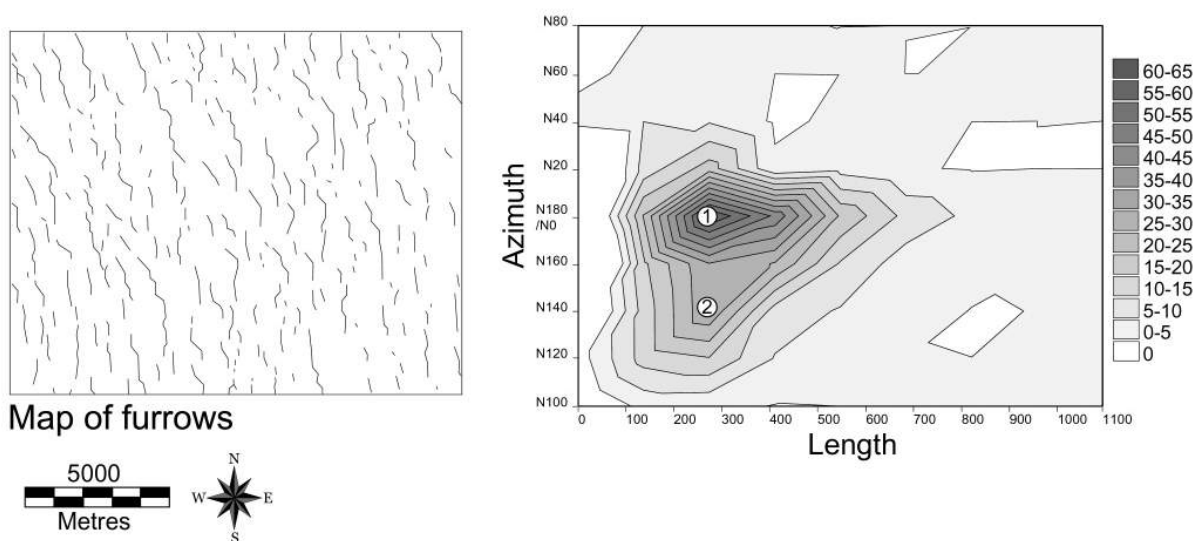 Map of furrows
5000
Metres
N
W E
S
Azimuth
N80
N60
N40
N20
N180
/N0
N160
N140
N120
N100
1
2
0 100 200 300 400 500 600 700 800 900 1000 1100
Length
60-65
55-60
50-55
45-50
40-45
35-40
30-35
25-30
20-25
15-20
10-15
5-10
0-5
0